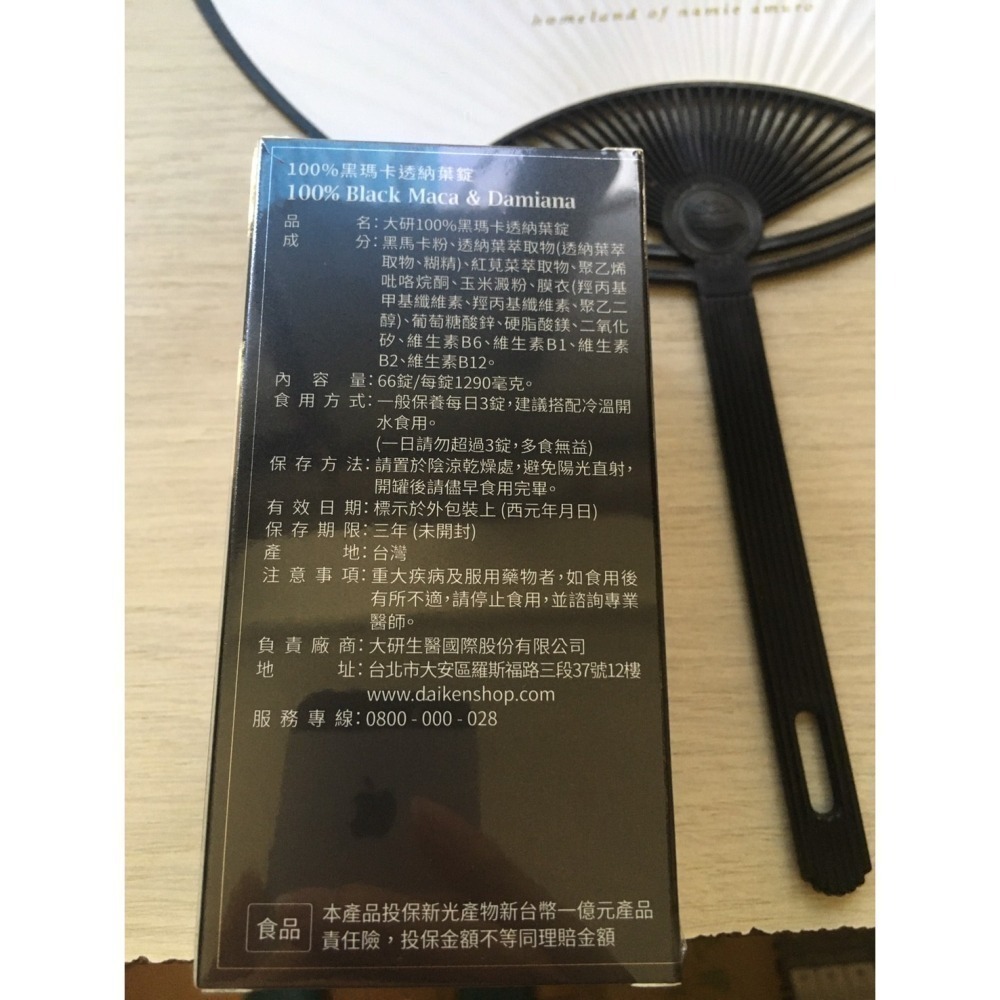 homeland of namie amuro
100%黑瑪卡透納葉錠
100% Black Maca & Damiana
品名：大研100%黑瑪卡透納葉錠
成分：黑馬卡粉、透納葉萃取物(透納葉萃
取物、糊精)、紅莧菜萃取物、聚乙烯
吡咯烷酮、玉米澱粉、膜衣(羥丙基
甲基纖維素、羥丙基纖維素、聚乙二
醇)、葡萄糖酸鋅、硬脂酸鎂、二氧化
矽、維生素B6、維生素B1、維生素
B2、維生素B12。
內容量：66錠/每錠1290毫克。
食用方式：一般保養每日3錠，建議搭配冷溫開
水食用。
(一日請勿超過3錠，多食無益)
保存方法：請置於陰涼乾燥處，避免陽光直射，
開罐後請儘早食用完畢。
有效日期：標示於外包裝上 (西元年月日)
保存期限：三年 (未開封)
產地：台灣
注意事項：重大疾病及服用藥物者，如食用後
有所不適，請停止食用，並諮詢專業
醫師。
負責廠商：大研生醫國際股份有限公司
地址：台北市大安區羅斯福路三段37號12樓
www.daikenshop.com
服務專線：0800 - 000 - 028
食品
本產品投保新光產物新台幣一億元產品
責任險，投保金額不等同理賠金額